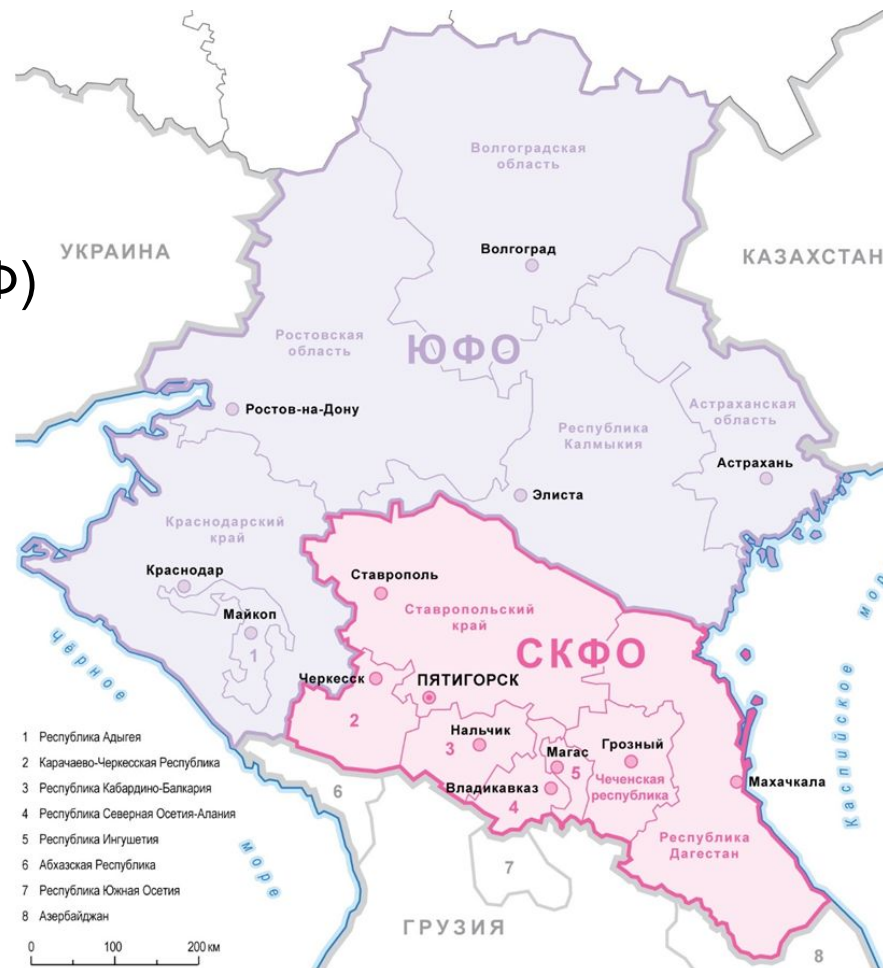 Волгоградская
область
УКРАИНА
Волгоград
КАЗАХСТАН
Ф)
Ростовская
область
ЮФО
Ростов-на-Дону
Республика
Калмыкия
Астраханская
область
Астрахань
Элиста
Краснодарский
край
Краснодар
Ставрополь
Майкоп
1
Ставропольский
край
СКФО
Чёрное
море
Черкесск
ПЯТИГОРСК
2
Нальчик
3
Магас
5
Грозный
Чеченская
республика
Владикавказ
4
Махачкала
Каспийское
мор
Республика
Дагестан
6
7
ГРУЗИЯ
8
1 Республика Адыгея
2 Карачаево-Черкесская Республика
3 Республика Кабардино-Балкария
4 Республика Северная Осетия-Алания
5 Республика Ингушетия
6 Абхазская Республика
7 Республика Южная Осетия
8 Азербайджан
0 100 200 км